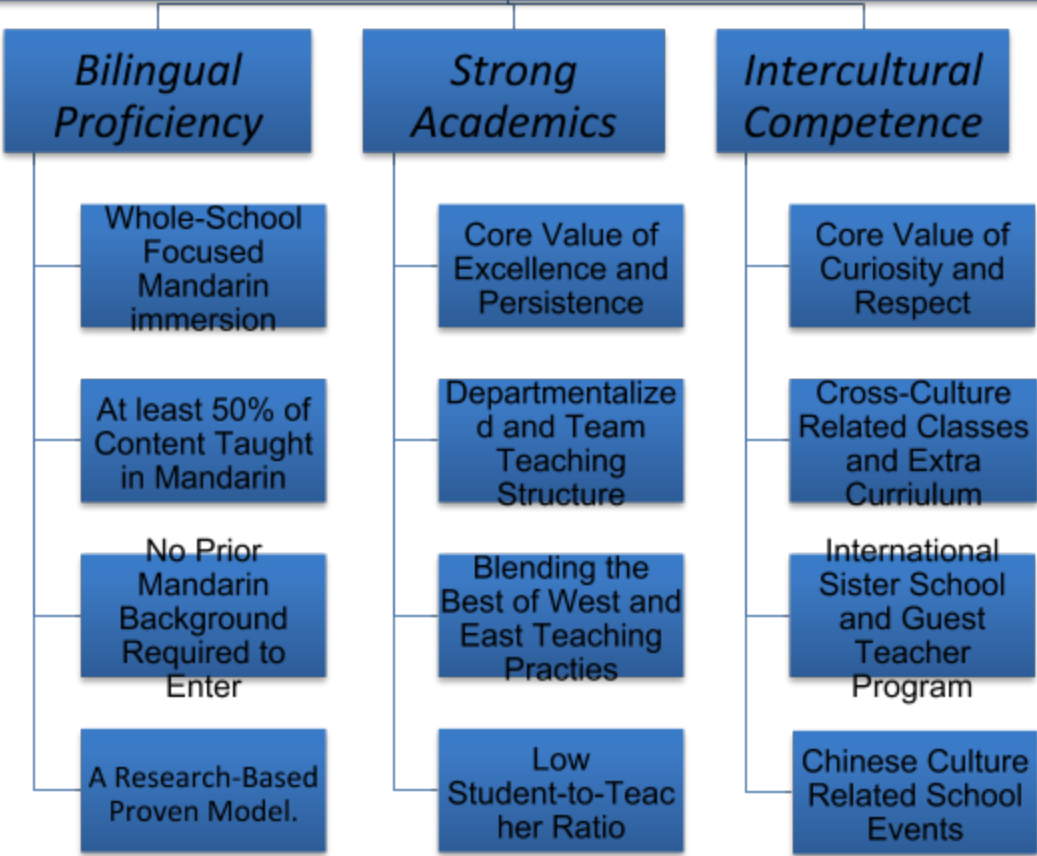 Bilingual
Proficiency
Whole-School
Focused
Mandarin
immersion
At least 50% of
Content Taught
in Mandarin
No Prior
Mandarin
Background
Required to
Enter
A Research-Based
Proven Model.
Strong
Academics
Core Value of
Excellence and
Persistence
Departmentalize
d and Team
Teaching
Structure
Blending the
Best of West and
East Teaching
Practies
Low
Student-to-Teac
her Ratio
Intercultural
Competence
Core Value of
Curiosity and
Respect
Cross-Culture
Related Classes
and Extra
Curriulum
International
Sister School
and Guest
Teacher
Program
Chinese Culture
Related School
Events